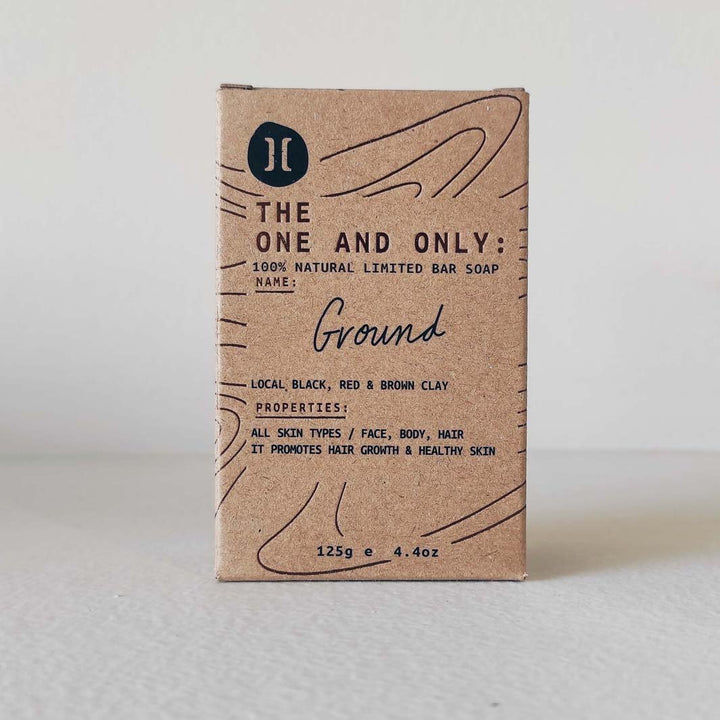 THE
ONE AND ONLY:
100% NATURAL LIMITED BAR SOAP
NAME:
Ground
LOCAL BLACK, RED & BROWN CLAY
PROPERTIES:
ALL SKIN TYPES / FACE, BODY, HAIR
IT PROMOTES HAIR GROWTH & HEALTHY SKIN
125g e 4.4oz